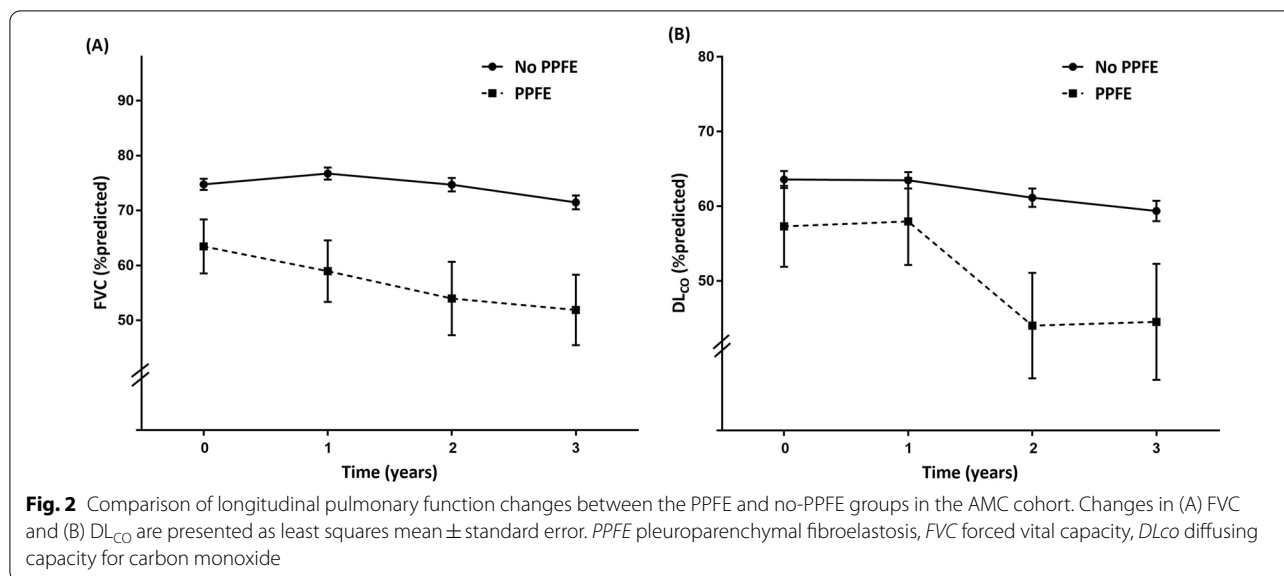 (A)
No PPFE
PPFE
FVC (%predicted)
90
80
70
60
50
0 1 2 3
Time (years)
(B)
No PPFE
PPFE
DLCO (%predicted)
80
70
60
50
0 1 2 3
Time (years)
Fig. 2 Comparison of longitudinal pulmonary function changes between the PPFE and no-PPFE groups in the AMC cohort. Changes in (A) FVC
and (B) DLCO are presented as least squares mean ± standard error. PPFE pleuroparenchymal fibroelastosis, FVC forced vital capacity, DLco diffusing
capacity for carbon monoxide